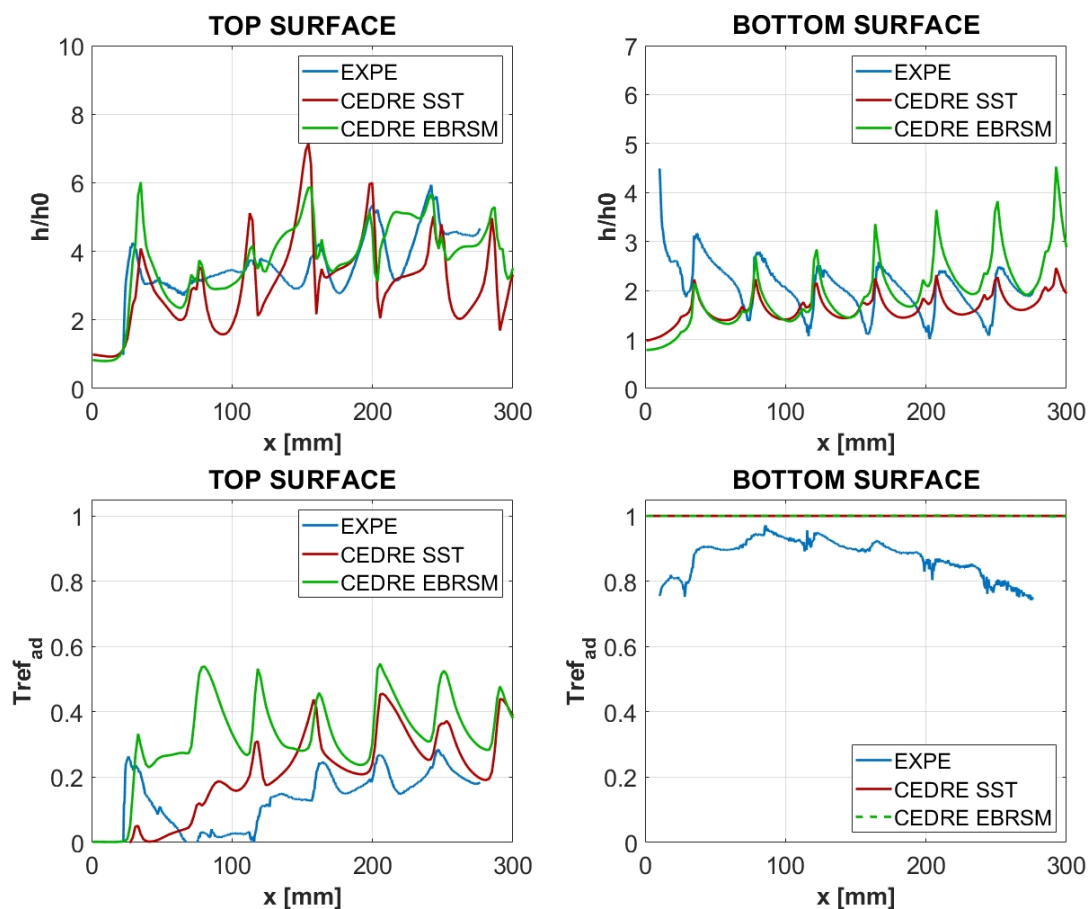 TOP SURFACE
10
8
6
4
2
0
h/h0
0
100
200
300
x [mm]
EXPE
CEDRE SST
CEDRE EBRSM
BOTTOM SURFACE
7
6
5
4
3
2
1
0
h/h0
0
100
200
300
x [mm]
EXPE
CEDRE SST
CEDRE EBRSM
TOP SURFACE
1
0.8
0.6
0.4
0.2
0
Tref_ad
0
100
200
300
x [mm]
EXPE
CEDRE SST
CEDRE EBRSM
BOTTOM SURFACE
1
0.8
0.6
0.4
0.2
0
Tref_ad
0
100
200
300
x [mm]
EXPE
CEDRE SST
CEDRE EBRSM